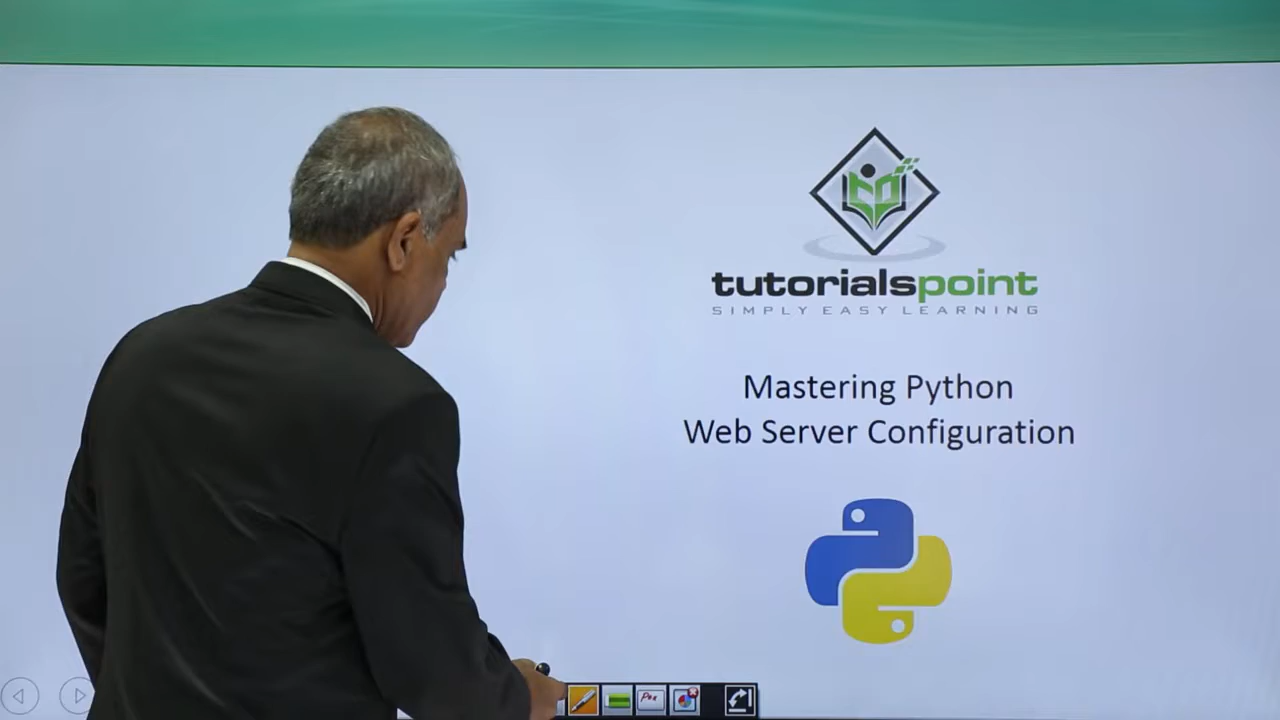 tutorialspoint
SIMPLY EASY LEARNING
Mastering Python
Web Server Configuration